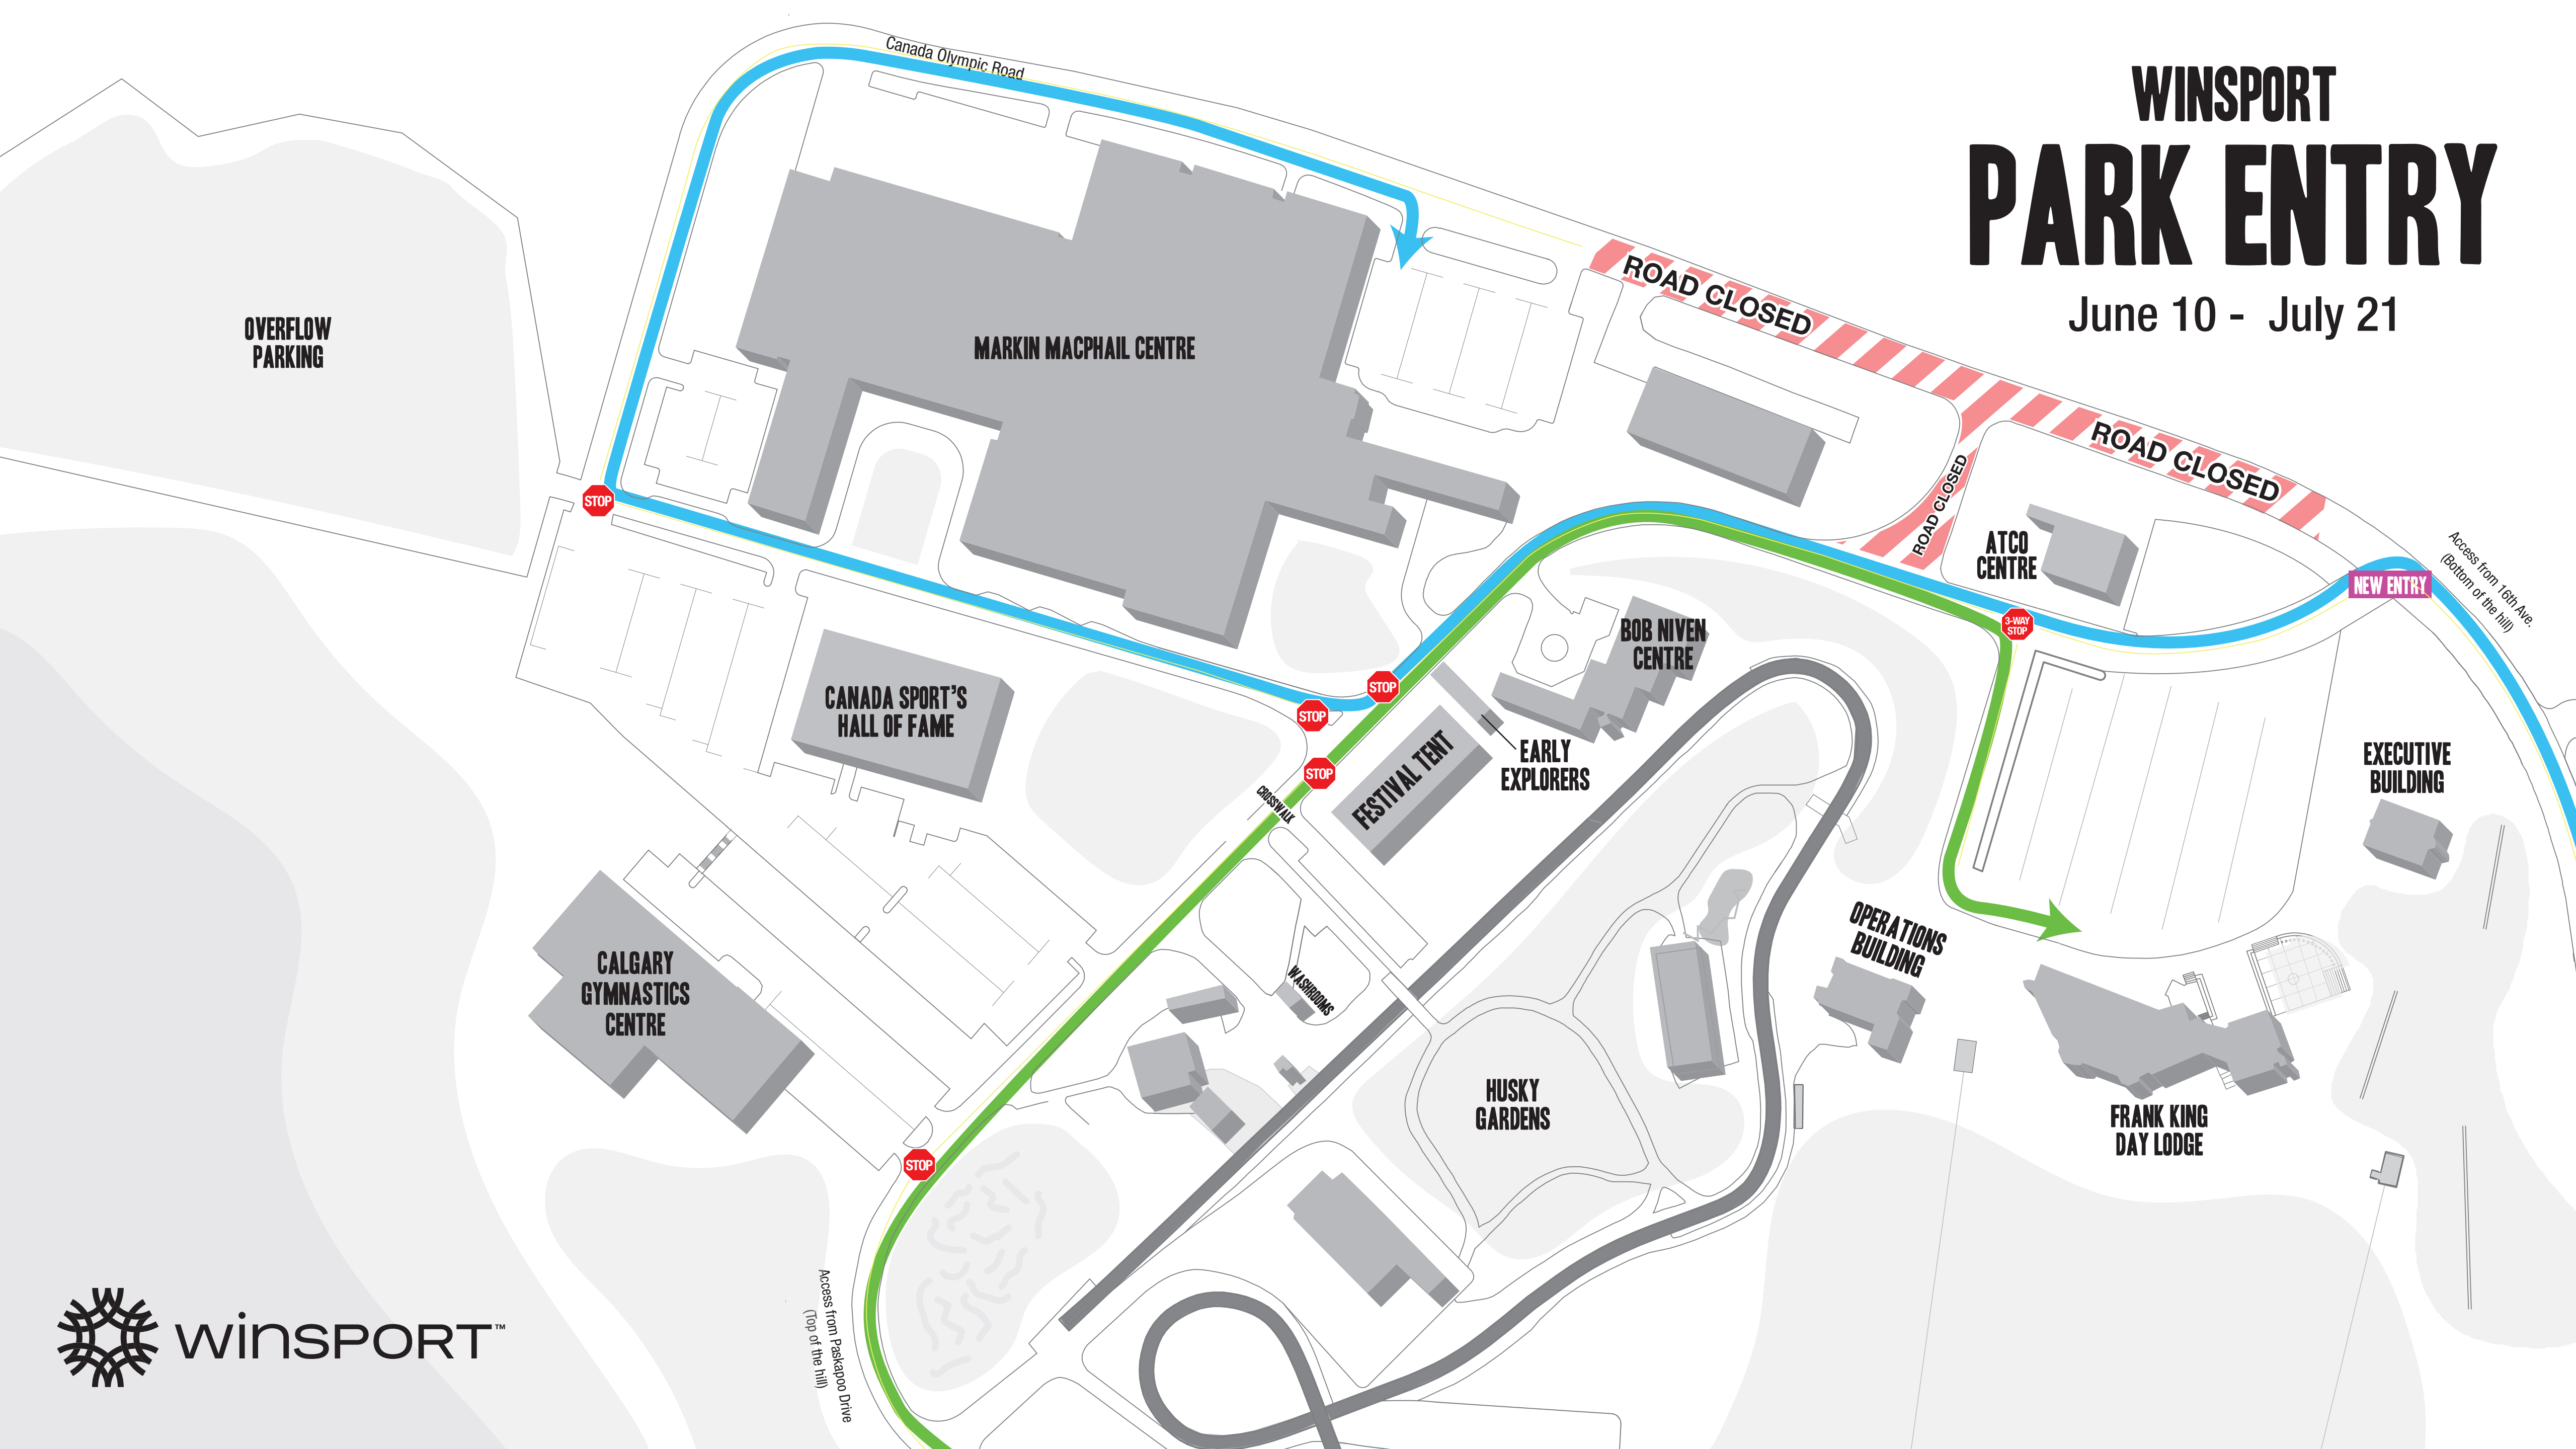 WINSPORT
PARK ENTRY
June 10 - July 21
Canada Olympic Road
OVERFLOW
PARKING
MARKIN MACPHAIL CENTRE
ROAD CLOSED
ROAD CLOSED
ROAD CLOSED
ATCO
CENTRE
Access from 16th Ave.
(Bottom of the hill)
NEW ENTRY
STOP
3-WAY
STOP
BOB NIVEN
CENTRE
STOP
STOP
CANADA SPORT'S
HALL OF FAME
STOP
CROSSWALK
FESTIVAL TENT
EARLY
EXPLORERS
EXECUTIVE
BUILDING
OPERATIONS
BUILDING
CALGARY
GYMNASTICS
CENTRE
WASHROOMS
HUSKY
GARDENS
FRANK KING
DAY LODGE
STOP
Access from Paskapoo Drive
(Top of the hill)
WINSPORT™